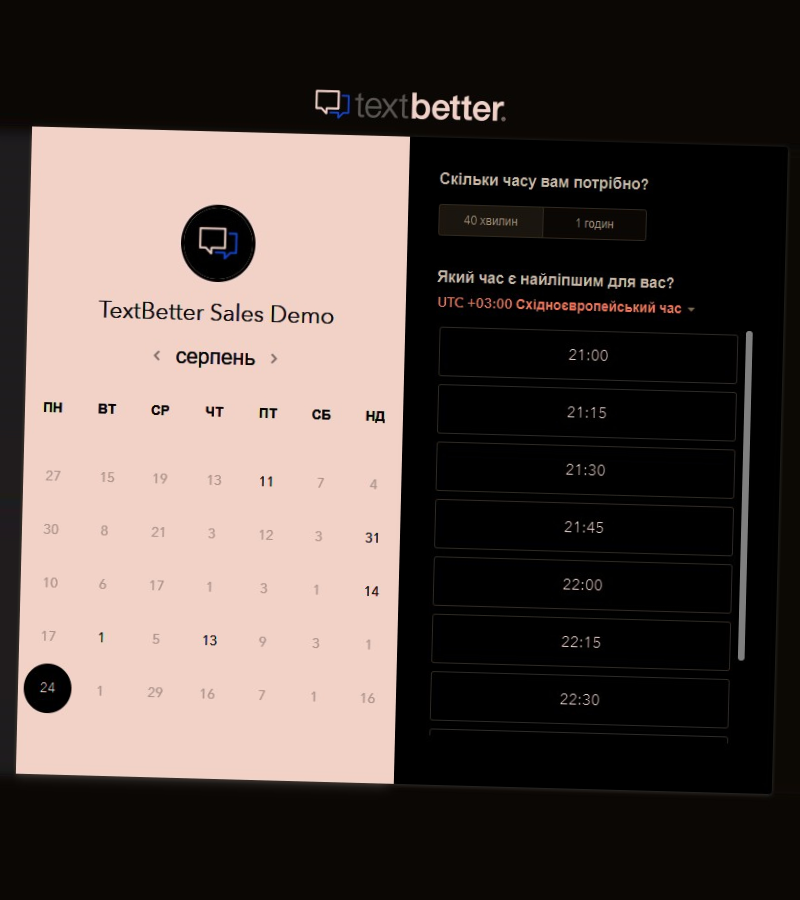 textbetter.
TextBetter Sales Demo
серпень
ПН ВТ СР ЧТ ПТ СБ НД
27 15 19 13 11 7 4
30 8 21 3 12 3 31
10 6 17 1 3 1 14
17 1 5 13 9 3 1
24 1 29 16 7 1 16
Скільки часу вам потрібно?
40 хвилин 1 годин
Який час є найліпшим для вас?
UTC +03:00 Східноєвропейський час
21:00
21:15
21:30
21:45
22:00
22:15
22:30